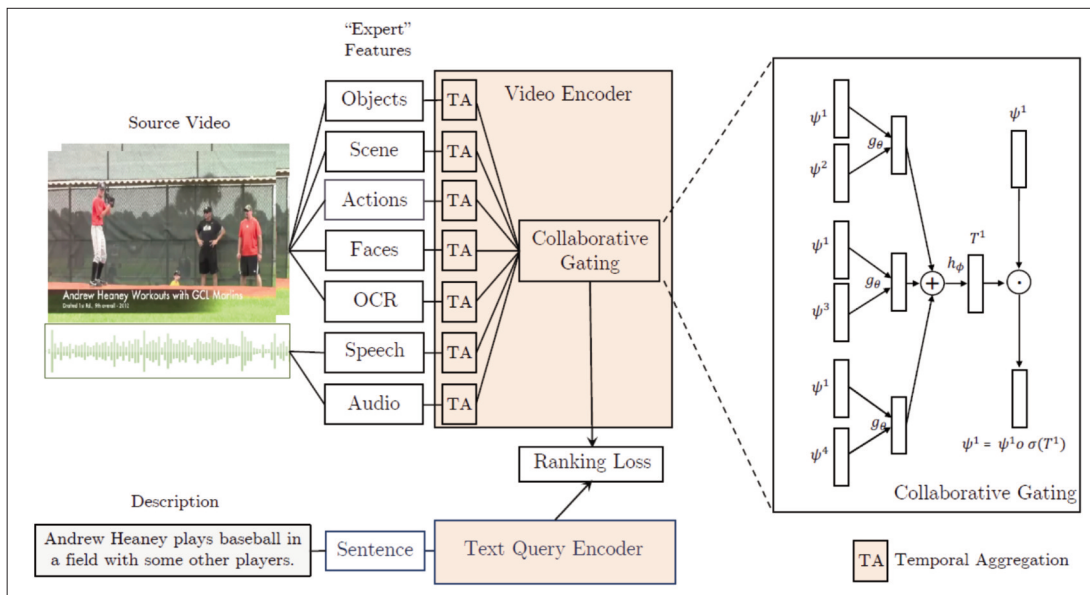 “Expert”
Features
Source Video
Andrew Heaney Workouts with GCL Marlins
Objects
Scene
Actions
Faces
OCR
Speech
Audio
TA
TA
TA
TA
TA
TA
TA
Video Encoder
Collaborative
Gating
Ranking Loss
Description
Andrew Heaney plays baseball in
a field with some other players.
Sentence
Text Query Encoder
ψ¹
ψ²
g_θ
ψ¹
ψ³
g_θ
ψ¹
ψ⁴
g_θ
+
h_ϕ
T¹
ψ¹
ψ¹ = ψ¹o σ(T¹)
Collaborative Gating
TA Temporal Aggregation